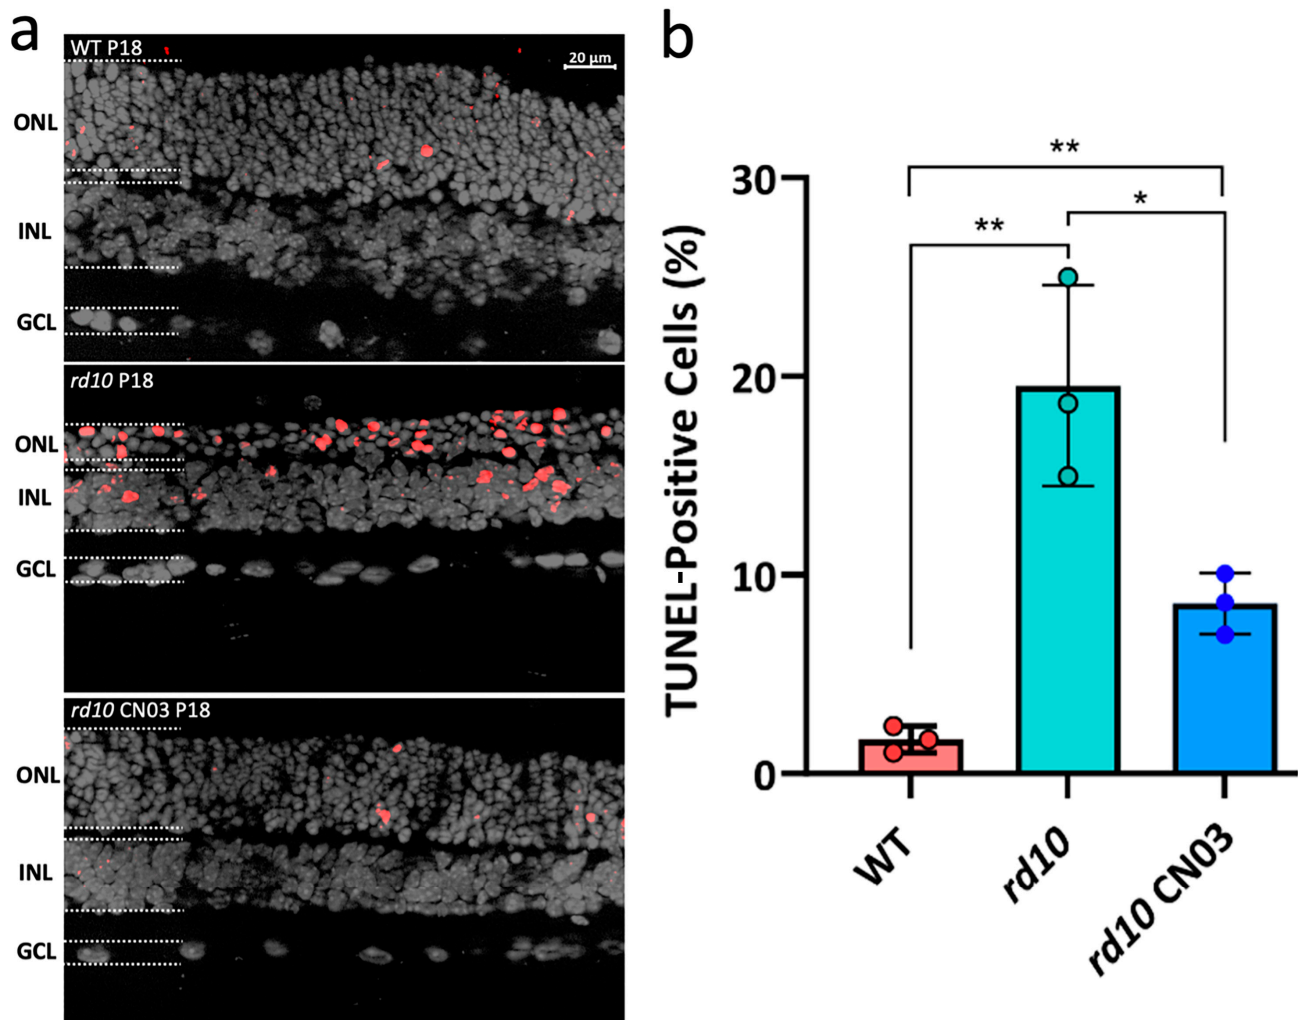 a
WT P18
20 µm
ONL
INL
GCL
rd10 P18
ONL
INL
GCL
rd10 CN03 P18
ONL
INL
GCL
b
**
*
**
TUNEL-Positive Cells (%)
30
20
10
0
WT
rd10
rd10 CN03